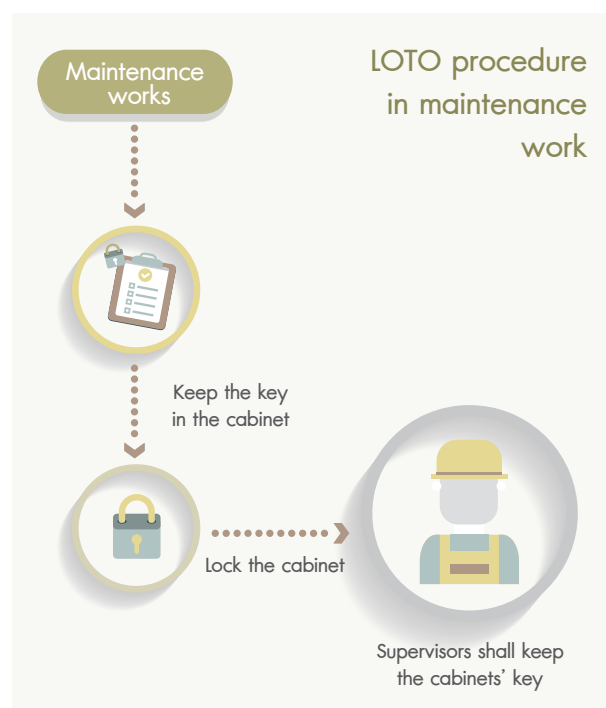 LOTO procedure
in maintenance
work
Maintenance
works
Keep the key
in the cabinet
Lock the cabinet
Supervisors shall keep
the cabinets’ key